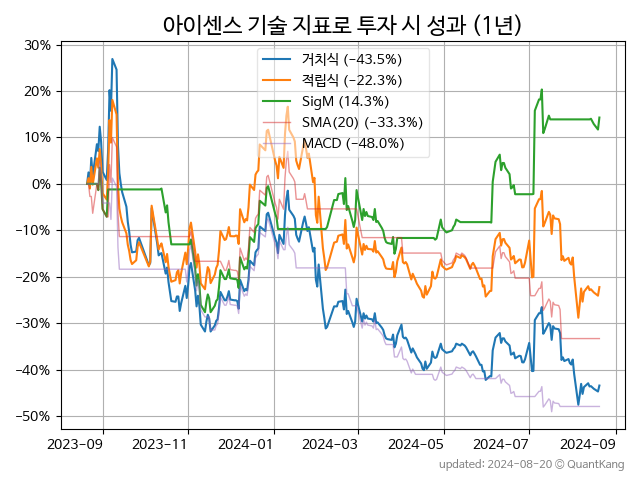 아이센스 기술 지표로 투자 시 성과 (1년)
30%
20%
10%
0%
−10%
−20%
−30%
−40%
−50%
거치식 (−43.5%)
적립식 (−22.3%)
SigM (14.3%)
SMA(20) (−33.3%)
MACD (−48.0%)
2023-09 2023-11 2024-01 2024-03 2024-05 2024-07 2024-09
updated: 2024-08-20 © QuantKang